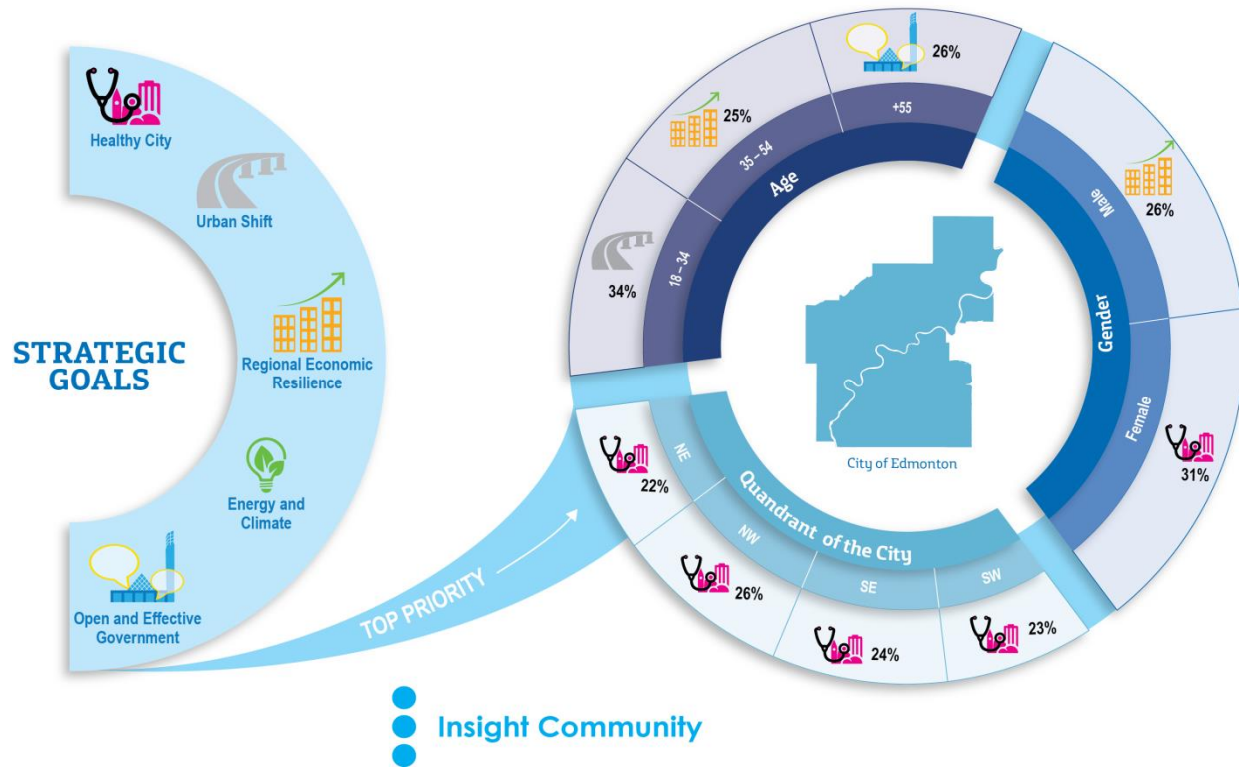 Healthy City
Urban Shift
STRATEGIC
GOALS
Regional Economic
Resilience
Energy and
Climate
Open and Effective
Government
TOP PRIORITY
Age
18 – 34
34%
35 – 54
25%
+55
26%
Gender
Male
26%
Female
31%
Quandrant of the City
NE
22%
NW
26%
SE
24%
SW
23%
City of Edmonton
Insight Community